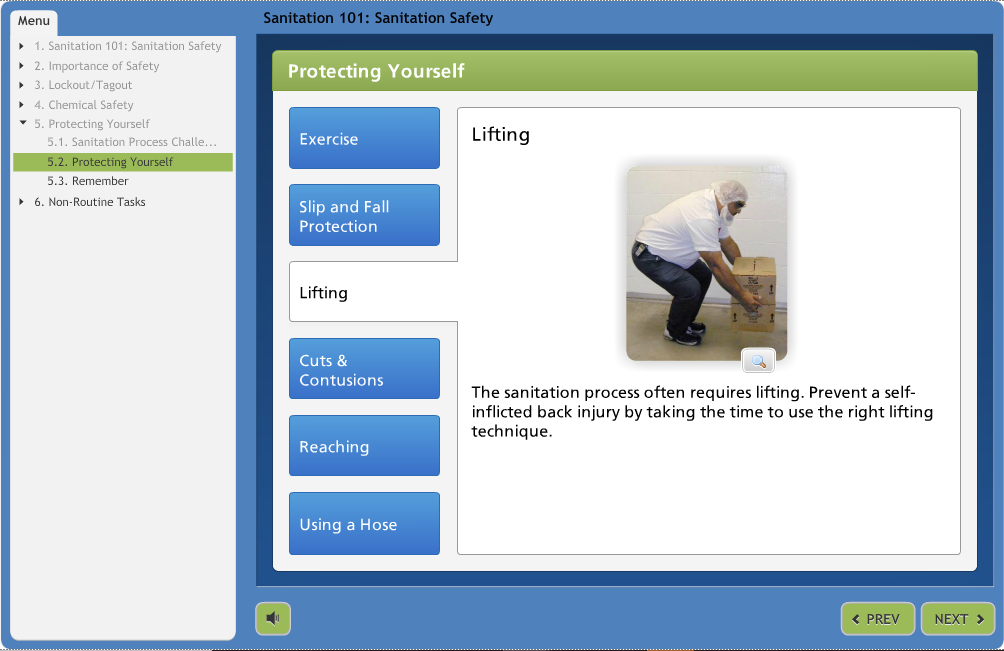 Menu
1. Sanitation 101: Sanitation Safety
2. Importance of Safety
3. Lockout/Tagout
4. Chemical Safety
5. Protecting Yourself
5.1. Sanitation Process Challe...
5.2. Protecting Yourself
5.3. Remember
6. Non-Routine Tasks
Sanitation 101: Sanitation Safety
Protecting Yourself
Exercise
Slip and Fall
Protection
Lifting
Cuts &
Contusions
Reaching
Using a Hose
Lifting
The sanitation process often requires lifting. Prevent a self-
inflicted back injury by taking the time to use the right lifting
technique.
PREV
NEXT